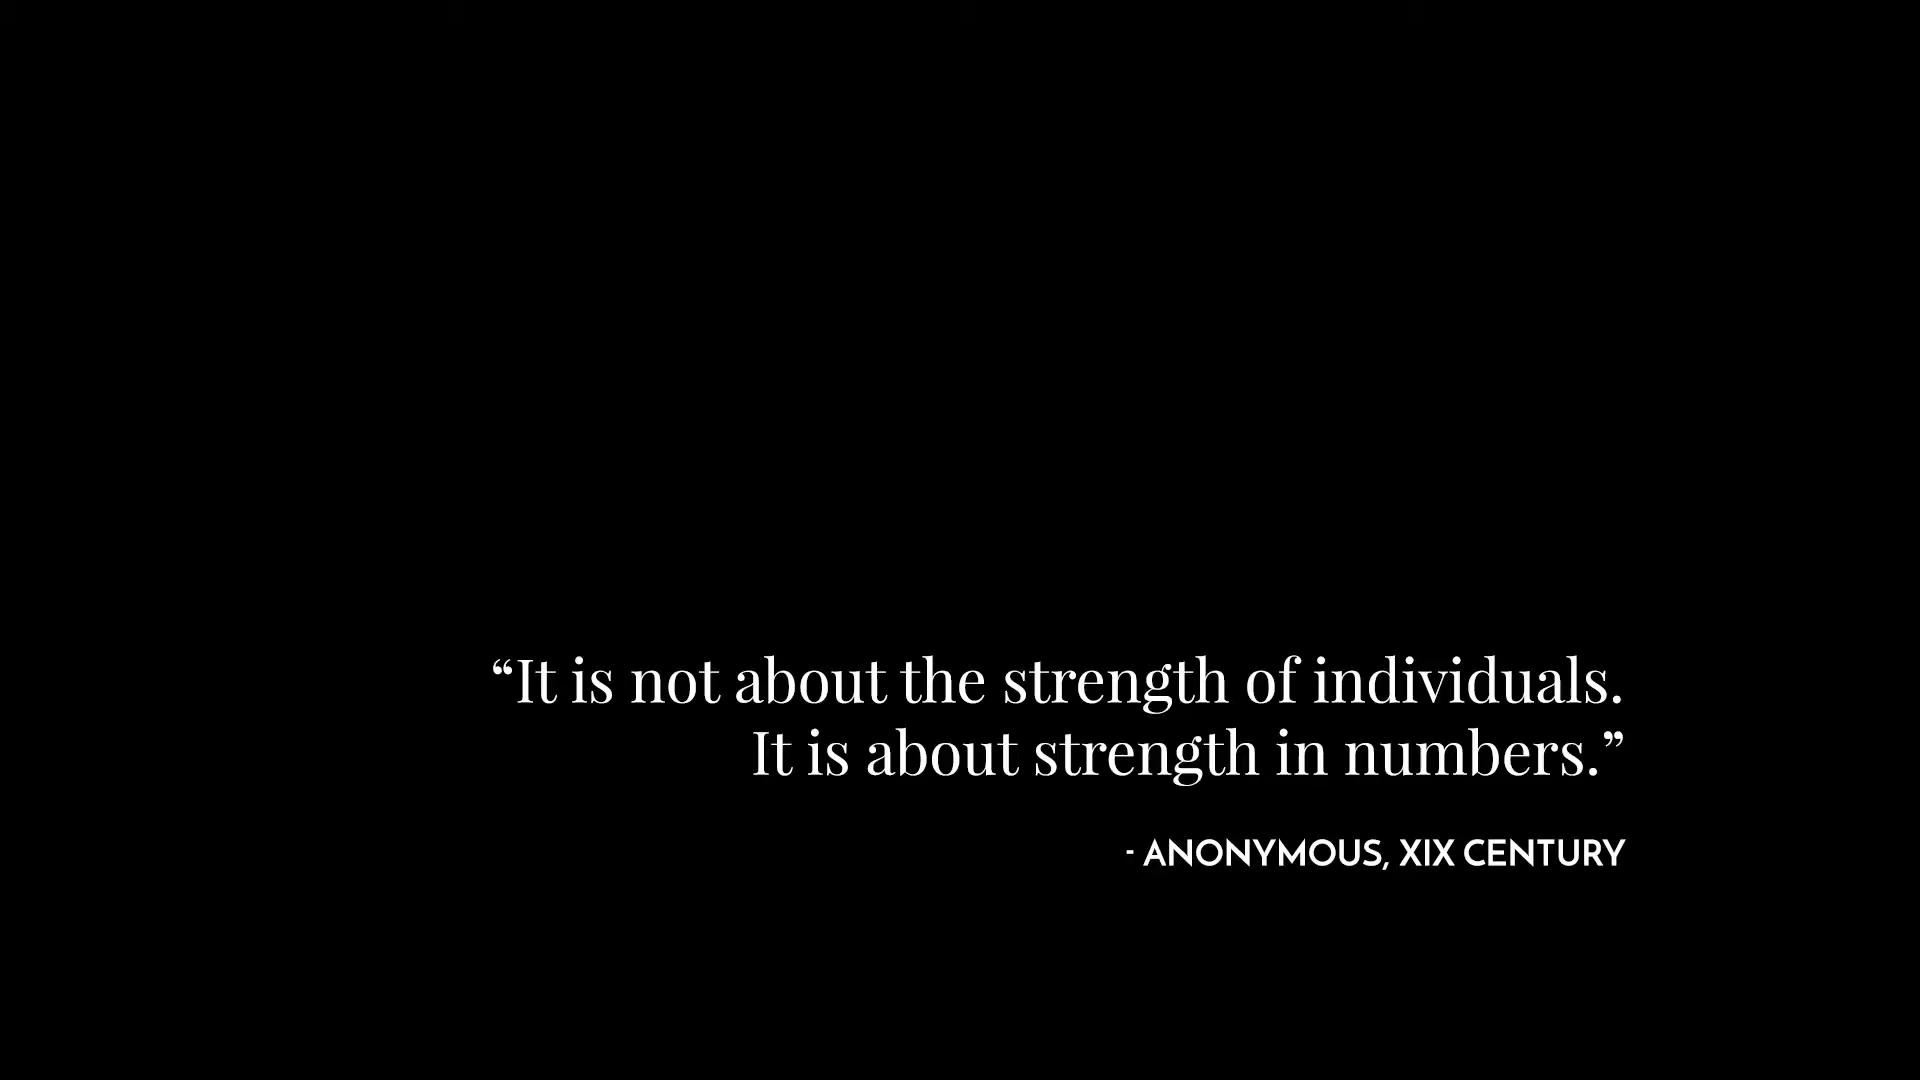 “It is not about the strength of individuals.
It is about strength in numbers.”
- ANONYMOUS, XIX CENTURY